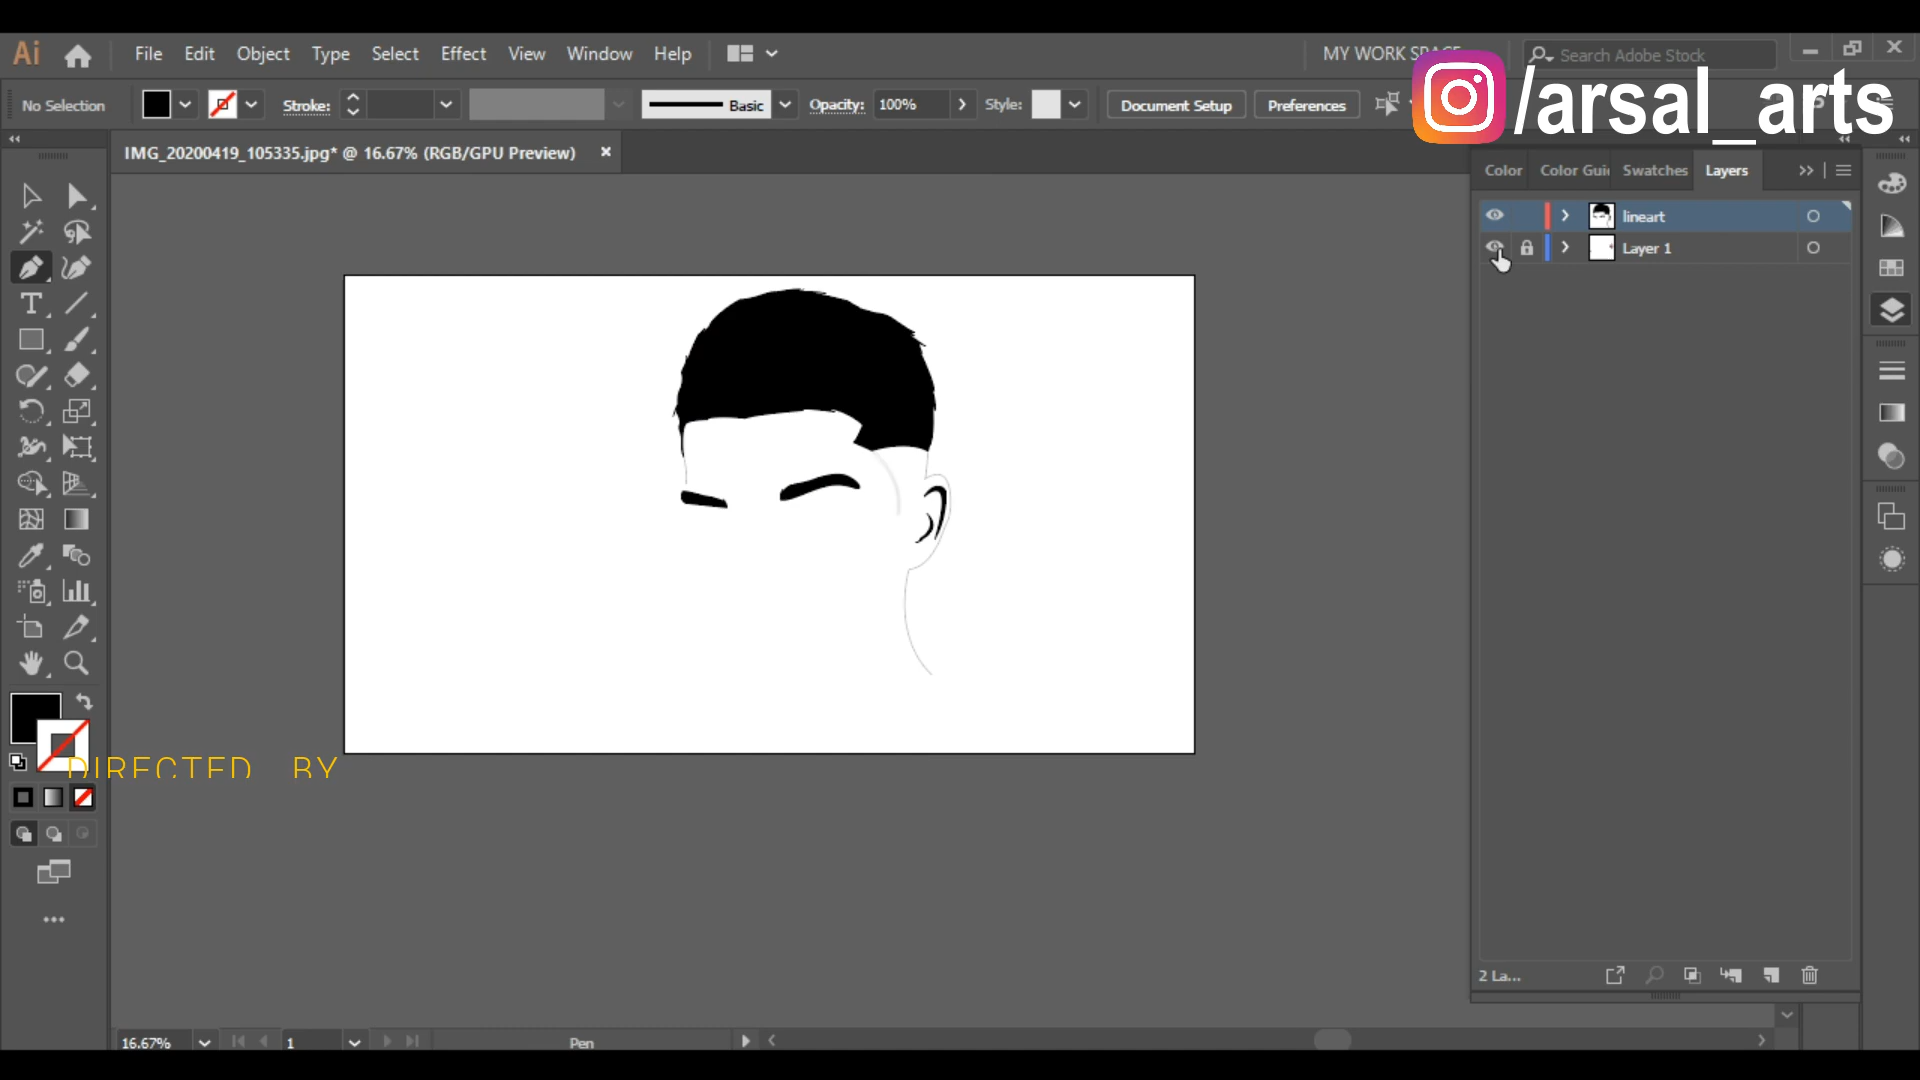 Ai File Edit Object Type Select Effect View Window Help
MY WORK SPACE
Search Adobe Stock
/arsal_arts
No Selection Stroke: Basic Opacity: 100% Style: Document Setup Preferences
IMG_20200419_105335.jpg* @ 16.67% (RGB/GPU Preview)
Color Color Gui Swatches Layers
lineart
Layer 1
DIRECTED BY
2 La...
16.67% 1 Pen